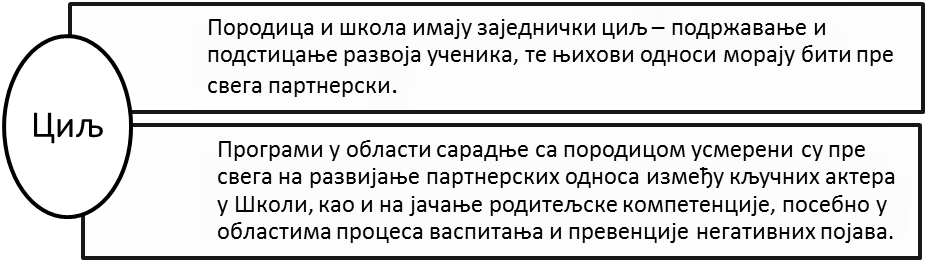 Породица и школа имају заједнички циљ – подржавање и
подстицање развоја ученика, те њихови односи морају бити пре
свега партнерски.
Циљ
Програми у области сарадње са породицом усмерени су пре
свега на развијање партнерских односа између кључних актера
у Школи, као и на јачање родитељске компетенције, посебно у
областима процеса васпитања и превенције негативних појава.